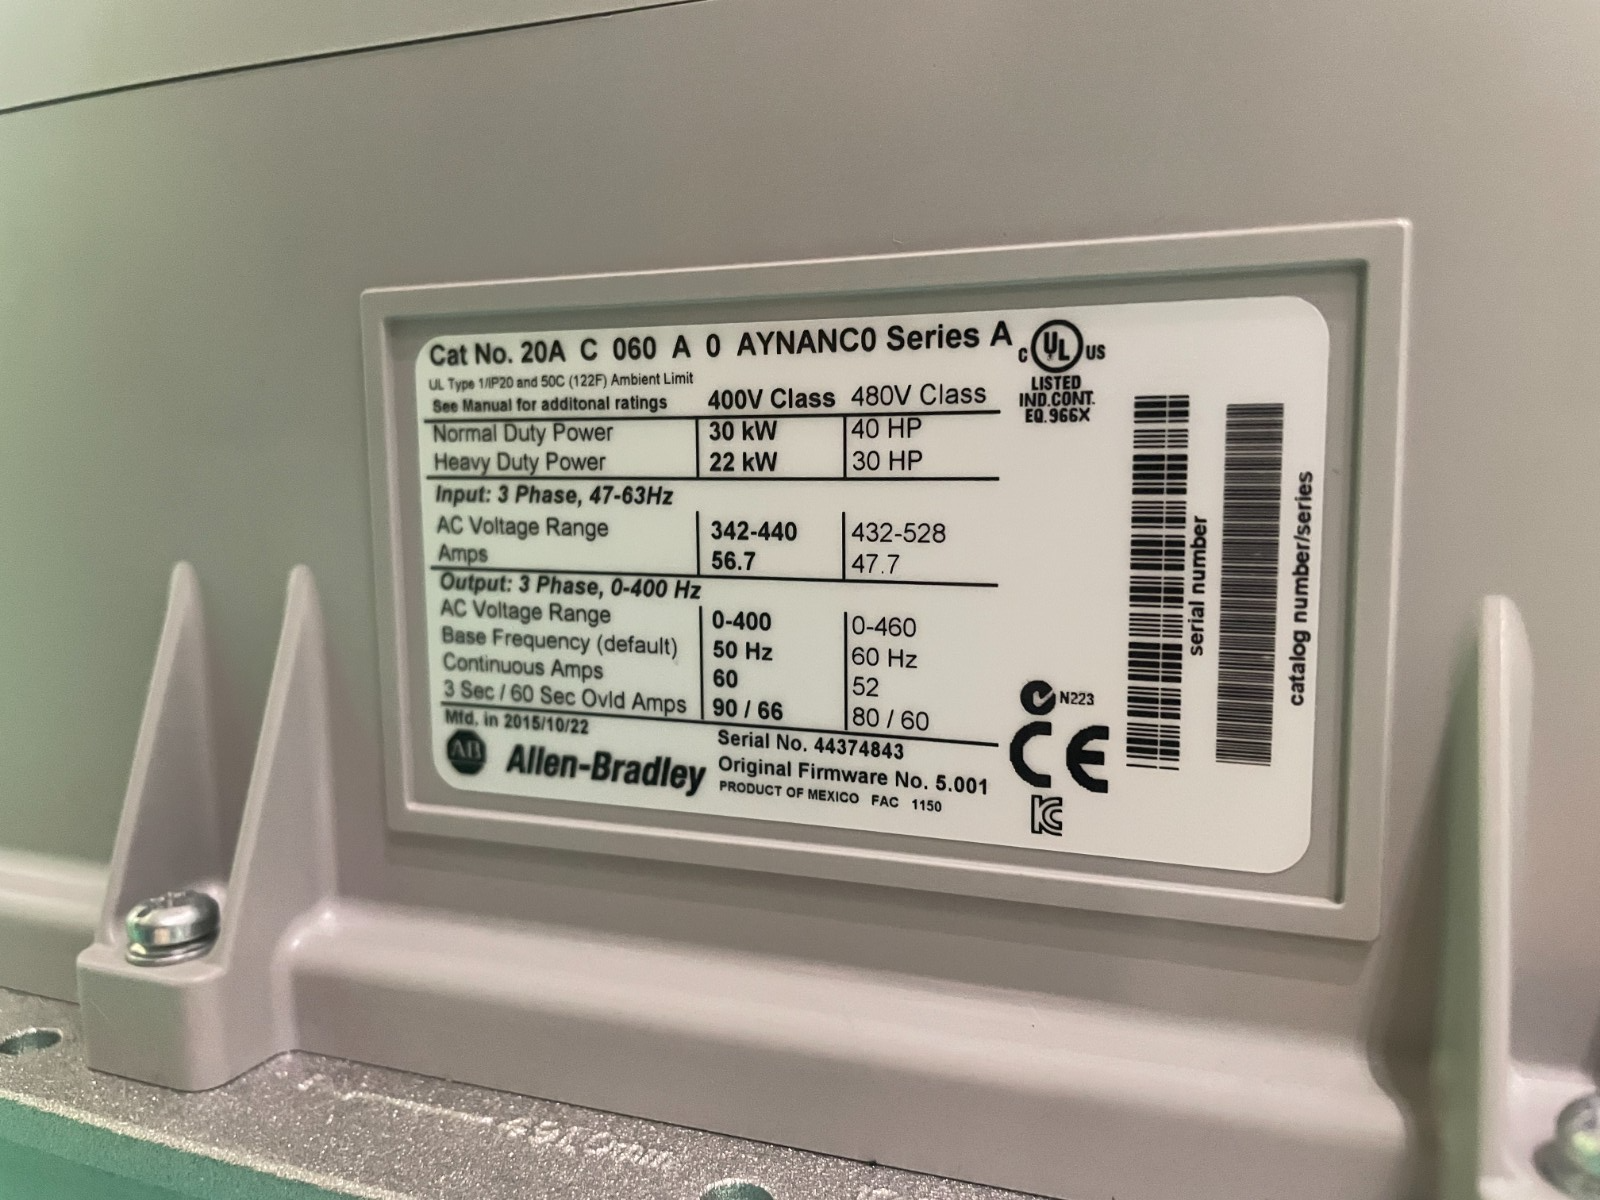 Cat No. 20A C 060 A 0 AYNANC0 Series A
UL Type 1/IP20 and 50C (122F) Ambient Limit
See Manual for additonal ratings
400V Class 480V Class
Normal Duty Power 30 kW 40 HP
Heavy Duty Power 22 kW 30 HP
Input: 3 Phase, 47-63Hz
AC Voltage Range 342-440 432-528
Amps 56.7 47.7
Output: 3 Phase, 0-400 Hz
AC Voltage Range 0-400 0-460
Base Frequency (default) 50 Hz 60 Hz
Continuous Amps 60 52
3 Sec / 60 Sec Ovld Amps 90 / 66 80 / 60
Mfd. in 2015/10/22
AB Allen-Bradley
Serial No. 44374843
Original Firmware No. 5.001
PRODUCT OF MEXICO FAC 1150
C UL US
LISTED
IND.CONT.
EQ.966X
N223
CE
KC
serial number
catalog number/series